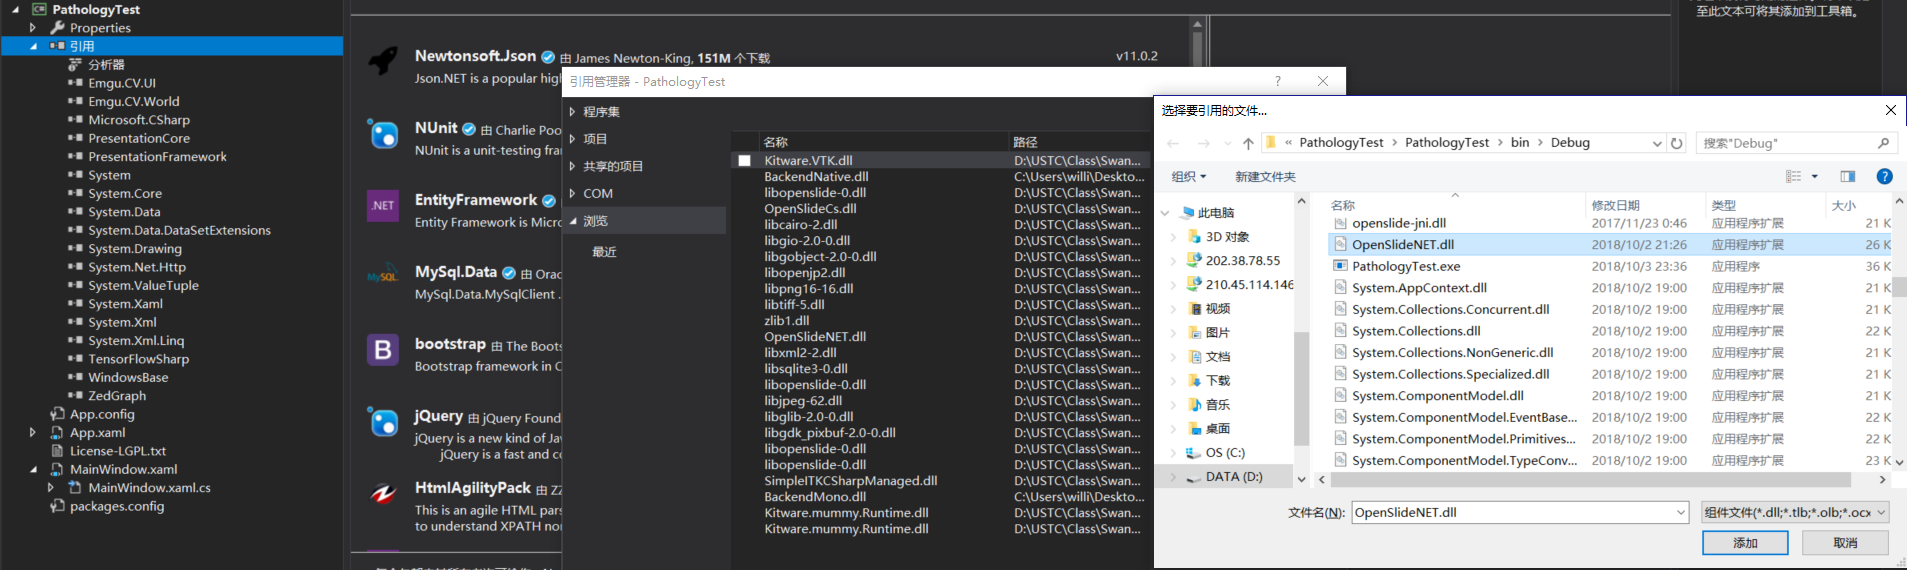 PathologyTest
Properties
引用
分析器
Emgu.CV.UI
Emgu.CV.World
Microsoft.CSharp
PresentationCore
PresentationFramework
System
System.Core
System.Data
System.Data.DataSetExtensions
System.Drawing
System.Net.Http
System.ValueTuple
System.Xaml
System.Xml
System.Xml.Linq
TensorFlowSharp
WindowsBase
ZedGraph
App.config
App.xaml
License-LGPL.txt
MainWindow.xaml
MainWindow.xaml.cs
packages.config
Newtonsoft.Json 由 James Newton-King, 151M 个下载
v11.0.2
Json.NET is a popular hig
NUnit 由 Charlie Poo
NUnit is a unit-testing fra
.NET
EntityFramework
Entity Framework is Micro
MySQL
MySql.Data 由 Orac
MySql.Data.MySqlClient .
B
bootstrap 由 The Boots
Bootstrap framework in C
jQuery 由 jQuery Found
jQuery is a new kind of Jav
jQuery is a fast and co
HtmlAgilityPack 由 ZZ
This is an agile HTML pars
to understand XPATH nor
引用管理器 - PathologyTest
? ×
程序集
项目
共享的项目
COM
浏览
最近
名称 路径
Kitware.VTK.dll D:\USTC\Class\Swan...
BackendNative.dll C:\Users\willi\Deskto...
libopenslide-0.dll D:\USTC\Class\Swan...
OpenSlideCs.dll D:\USTC\Class\Swan...
libcairo-2.dll D:\USTC\Class\Swan...
libgio-2.0-0.dll D:\USTC\Class\Swan...
libgobject-2.0-0.dll D:\USTC\Class\Swan...
libopenjp2.dll D:\USTC\Class\Swan...
libpng16-16.dll D:\USTC\Class\Swan...
libtiff-5.dll D:\USTC\Class\Swan...
zlib1.dll D:\USTC\Class\Swan...
OpenSlideNET.dll D:\USTC\Class\Swan...
libxml2-2.dll D:\USTC\Class\Swan...
libsqlite3-0.dll D:\USTC\Class\Swan...
libopenslide-0.dll D:\USTC\Class\Swan...
libjpeg-62.dll D:\USTC\Class\Swan...
libglib-2.0-0.dll D:\USTC\Class\Swan...
libgdk_pixbuf-2.0-0.dll D:\USTC\Class\Swan...
libopenslide-0.dll D:\USTC\Class\Swan...
libopenslide-0.dll D:\USTC\Class\Swan...
SimpleITKCSharpManaged.dll D:\USTC\Class\Swan...
BackendMono.dll C:\Users\willi\Deskto...
Kitware.mummy.Runtime.dll D:\USTC\Class\Swan...
Kitware.mummy.Runtime.dll D:\USTC\Class\Swan...
至此文本可将其添加到工具箱。
选择要引用的文件...
« PathologyTest › PathologyTest › bin › Debug
搜索"Debug"
组织 新建文件夹
此电脑
3D 对象
202.38.78.55
210.45.114.146
视频
图片
文档
下载
音乐
桌面
OS (C:)
DATA (D:)
名称 修改日期 类型 大小
openslide-jni.dll 2017/11/23 0:46 应用程序扩展 21 K
OpenSlideNET.dll 2018/10/2 21:26 应用程序扩展 26 K
PathologyTest.exe 2018/10/3 23:36 应用程序 36 K
System.AppContext.dll 2018/10/2 19:00 应用程序扩展 21 K
System.Collections.Concurrent.dll 2018/10/2 19:00 应用程序扩展 21 K
System.Collections.dll 2018/10/2 19:00 应用程序扩展 22 K
System.Collections.NonGeneric.dll 2018/10/2 19:00 应用程序扩展 21 K
System.Collections.Specialized.dll 2018/10/2 19:00 应用程序扩展 21 K
System.ComponentModel.dll 2018/10/2 19:00 应用程序扩展 21 K
System.ComponentModel.EventBase... 2018/10/2 19:00 应用程序扩展 22 K
System.ComponentModel.Primitives... 2018/10/2 19:00 应用程序扩展 22 K
System.ComponentModel.TypeConv... 2018/10/2 19:00 应用程序扩展 23 K
文件名(N): OpenSlideNET.dll
组件文件(*.dll;*.tlb;*.olb;*.ocx
添加 取消